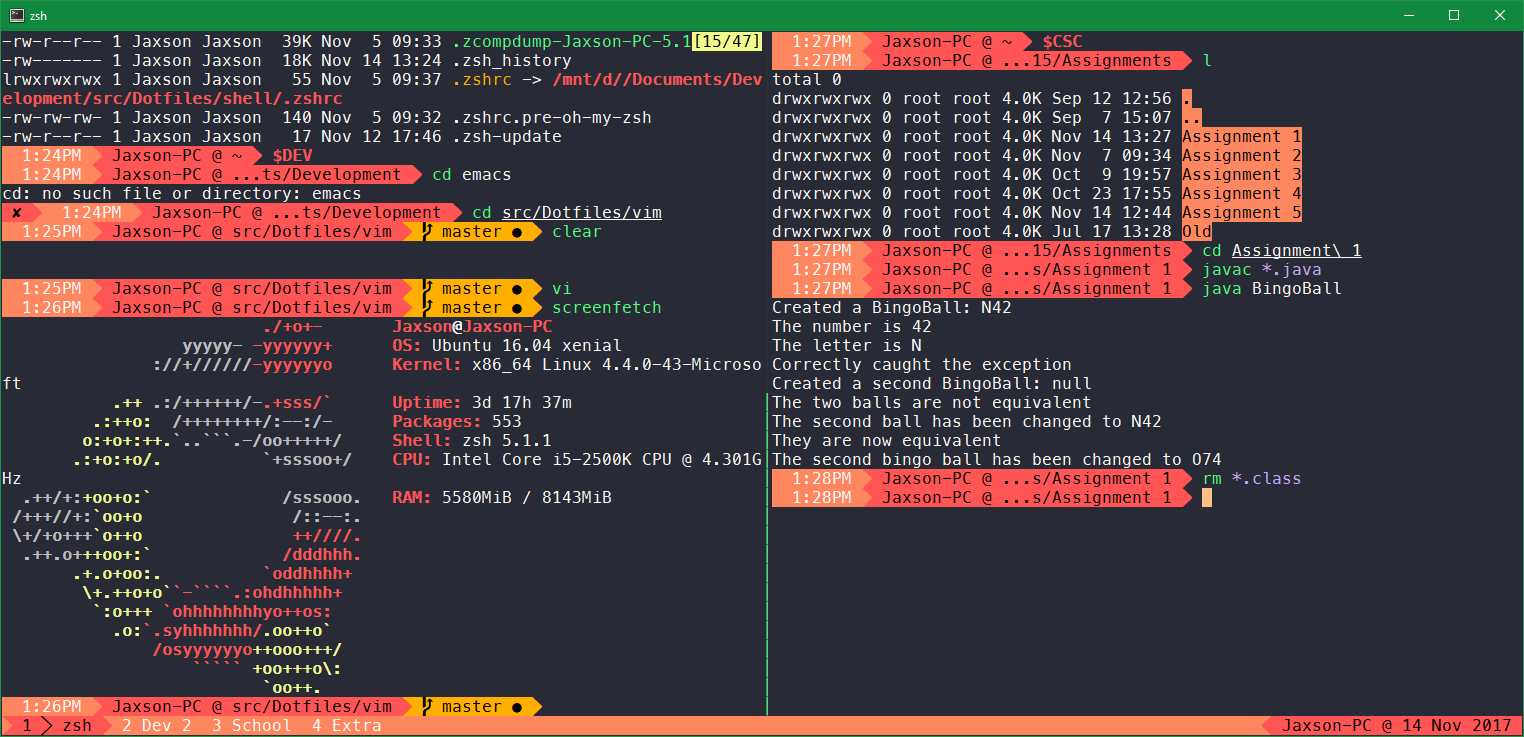 zsh
-rw-r--r-- 1 Jaxson Jaxson  39K Nov  5 09:33 .zcompdump-Jaxson-PC-5.1[15/47]
-rw------- 1 Jaxson Jaxson  18K Nov 14 13:24 .zsh_history
lrwxrwxrwx 1 Jaxson Jaxson   55 Nov  5 09:37 .zshrc -> /mnt/d//Documents/Dev
elopment/src/Dotfiles/shell/.zshrc
-rw-rw-rw- 1 Jaxson Jaxson  140 Nov  5 09:32 .zshrc.pre-oh-my-zsh
-rw-r--r-- 1 Jaxson Jaxson   17 Nov 12 17:46 .zsh-update
1:24PM Jaxson-PC @ ~ $DEV
1:24PM Jaxson-PC @ ...ts/Development cd emacs
cd: no such file or directory: emacs
✘ 1:24PM Jaxson-PC @ ...ts/Development cd src/Dotfiles/vim
1:25PM Jaxson-PC @ src/Dotfiles/vim master ● clear
1:25PM Jaxson-PC @ src/Dotfiles/vim master ● vi
1:26PM Jaxson-PC @ src/Dotfiles/vim master ● screenfetch
                          ./+o+-       Jaxson@Jaxson-PC
                  yyyyy- -yyyyyy+      OS: Ubuntu 16.04 xenial
               ://+//////-yyyyyyo      Kernel: x86_64 Linux 4.4.0-43-Microso
ft
           .++ .:/++++++/-.+sss/`      Uptime: 3d 17h 37m
         .:++o:  /++++++++/:--:/-      Packages: 553
        o:+o+:++.`..```.-/oo+++++/     Shell: zsh 5.1.1
       .:+o:+o/.          `+sssoo+/    CPU: Intel Core i5-2500K CPU @ 4.301G
Hz
  .++/+:+oo+o:`             /sssooo.   RAM: 5580MiB / 8143MiB
 /+++//+:`oo+o               /::--:.
 \+/+o+++`o++o               ++////.
  .++.o+++oo+:`             /dddhhh.
       .+.o+oo:.          `oddhhhh+
        \+.++o+o``-````.:ohdhhhhh+
         `:o+++ `ohhhhhhhhyo++os:
           .o:`.syhhhhhhh/.oo++o`
               /osyyyyyyo++ooo+++/
                   ````` +oo+++o\:
                          `oo++.
1:26PM Jaxson-PC @ src/Dotfiles/vim master ●
1:27PM Jaxson-PC @ ~ $CSC
1:27PM Jaxson-PC @ ...15/Assignments l
total 0
drwxrwxrwx 0 root root 4.0K Sep 12 12:56 .
drwxrwxrwx 0 root root 4.0K Sep  7 15:07 ..
drwxrwxrwx 0 root root 4.0K Nov 14 13:27 Assignment 1
drwxrwxrwx 0 root root 4.0K Nov  7 09:34 Assignment 2
drwxrwxrwx 0 root root 4.0K Oct  9 19:57 Assignment 3
drwxrwxrwx 0 root root 4.0K Oct 23 17:55 Assignment 4
drwxrwxrwx 0 root root 4.0K Nov 14 12:44 Assignment 5
drwxrwxrwx 0 root root 4.0K Jul 17 13:28 Old
1:27PM Jaxson-PC @ ...15/Assignments cd Assignment\ 1
1:27PM Jaxson-PC @ ...s/Assignment 1 javac *.java
1:28PM Jaxson-PC @ ...s/Assignment 1 java BingoBall
Created a BingoBall: N42
The number is 42
The letter is N
Correctly caught the exception
Created a second BingoBall: null
The two balls are not equivalent
The second ball has been changed to N42
They are now equivalent
The second bingo ball has been changed to O74
1:28PM Jaxson-PC @ ...s/Assignment 1 rm *.class
1:28PM Jaxson-PC @ ...s/Assignment 1
1 zsh 2 Dev 2 3 School 4 Extra Jaxson-PC @ 14 Nov 2017